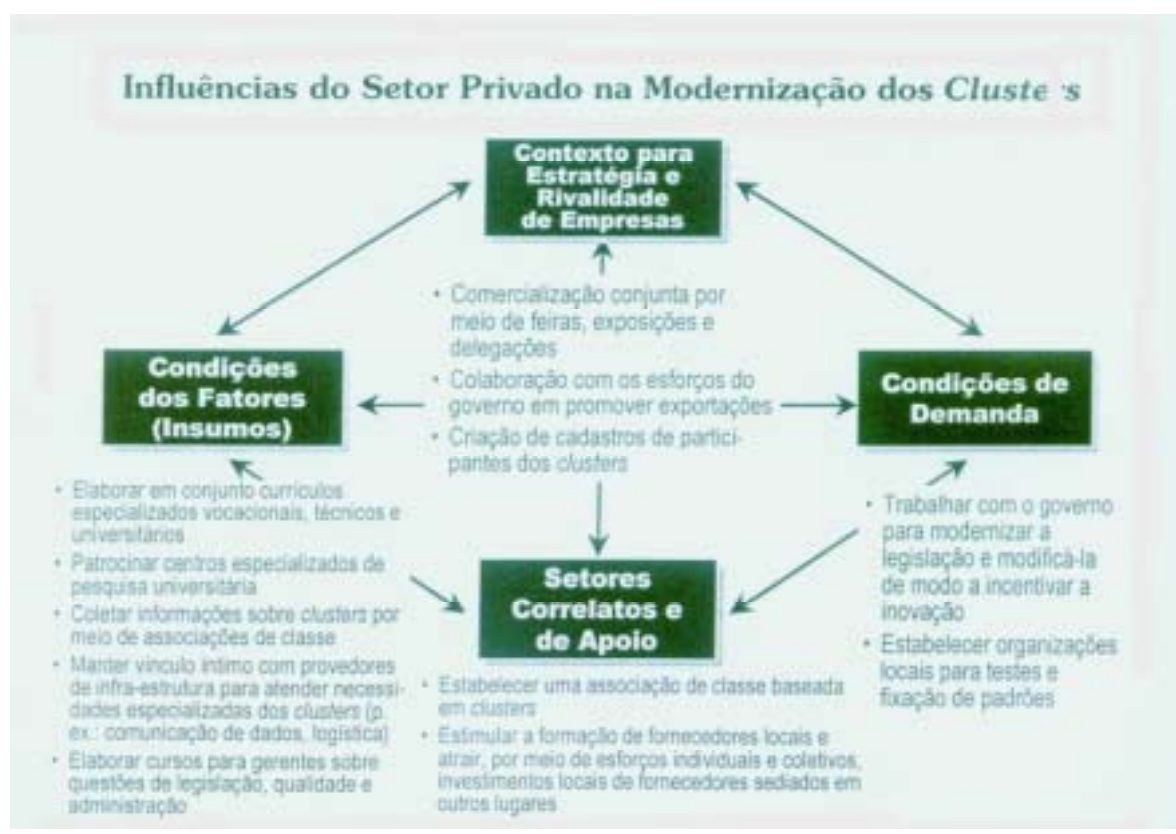 Influências do Setor Privado na Modernização dos Cluste s
Contexto para
Estratégia e
Rivalidade
de Empresas
• Comercialização conjunta por
meio de feiras, exposições e
delegações
• Colaboração com os esforços do
governo em promover exportações
• Criação de cadastros de partici-
pantes dos clusters
Condições
dos Fatores
(Insumos)
Condições de
Demanda
• Elaborar em conjunto currículos
especializados vocacionais, técnicos e
universitários
• Patrocinar centros especializados de
pesquisa universitária
• Coletar informações sobre clusters por
meio de associações de classe
• Manter vínculo íntimo com provedores
de infra-estrutura para atender necessi-
dades especializadas dos clusters (p.
ex.: comunicação de dados, logística)
• Elaborar cursos para gerentes sobre
questões de legislação, qualidade e
administração
Setores
Correlatos e
de Apoio
• Estabelecer uma associação de classe baseada
em clusters
• Estimular a formação de fornecedores locais e
atrair, por meio de esforços individuais e coletivos,
investimentos locais de fornecedores sediados em
outros lugares
• Trabalhar com o governo
para modernizar a
legislação e modificá-la
de modo a incentivar a
inovação
• Estabelecer organizações
locais para testes e
fixação de padrões